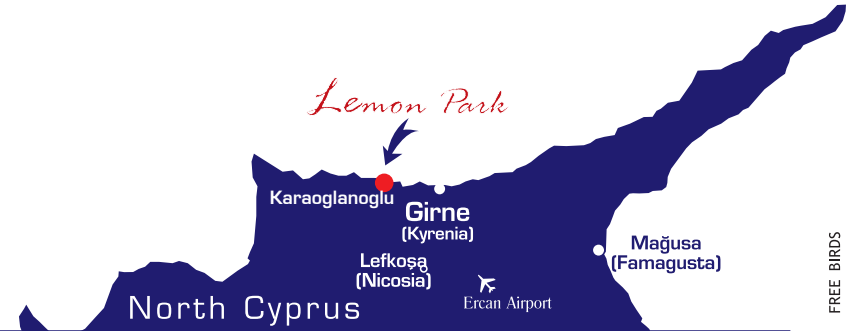 Lemon Park
Karaoglanoglu
Girne
(Kyrenia)
Lefkoşa
(Nicosia)
Mağusa
(Famagusta)
Ercan Airport
North Cyprus
FREE BIRDS